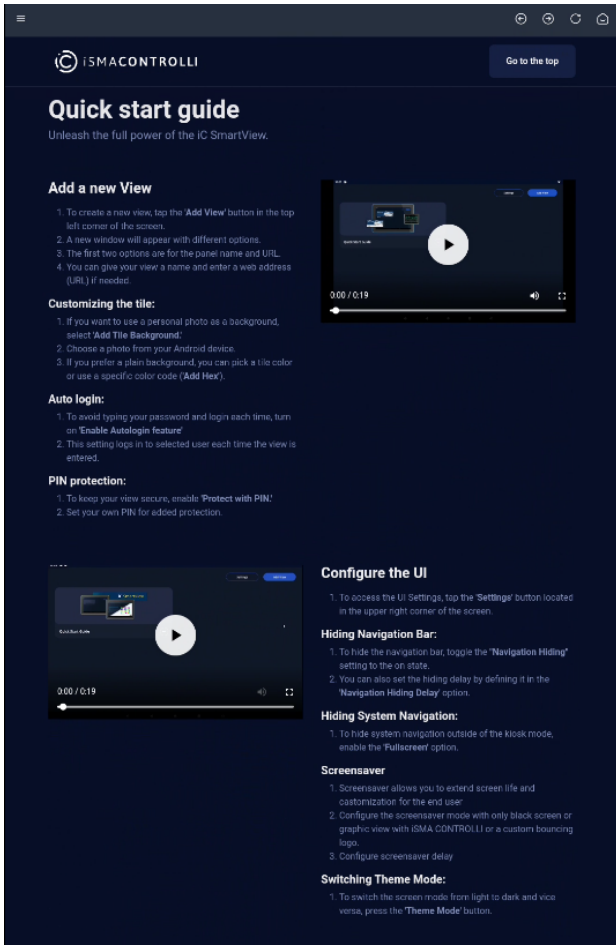 iSMACONTROLLI
Go to the top
Quick start guide
Unleash the full power of the iC SmartView.
Add a new View
1. To create a new view, tap the 'Add View' button in the top
left corner of the screen.
2. A new window will appear with different options.
3. The first two options are for the panel name and URL.
4. You can give your view a name and enter a web address
(URL) if needed.
Customizing the tile:
1. If you want to use a personal photo as a background,
select 'Add Tile Background.'
2. Choose a photo from your Android device.
3. If you prefer a plain background, you can pick a tile color
or use a specific color code ('Add Hex').
Auto login:
1. To avoid typing your password and login each time, turn
on 'Enable Autologin feature'
2. This setting logs in to selected user each time the view is
entered.
PIN protection:
1. To keep your view secure, enable 'Protect with PIN.'
2. Set your own PIN for added protection.
Quick Start Guide
0:00 / 0:19
Quick Start Guide
0:00 / 0:19
Configure the UI
1. To access the UI Settings, tap the 'Settings' button located
in the upper right corner of the screen.
Hiding Navigation Bar:
1. To hide the navigation bar, toggle the "Navigation Hiding"
setting to the on state.
2. You can also set the hiding delay by defining it in the
'Navigation Hiding Delay' option.
Hiding System Navigation:
1. To hide system navigation outside of the kiosk mode,
enable the 'Fullscreen' option.
Screensaver
1. Screensaver allows you to extend screen life and
castomization for the end user
2. Configure the screensaver mode with only black screen or
graphic view with iSMA CONTROLLI or a custom bouncing
logo.
3. Configure screensaver delay
Switching Theme Mode:
1. To switch the screen mode from light to dark and vice
versa, press the 'Theme Mode' button.